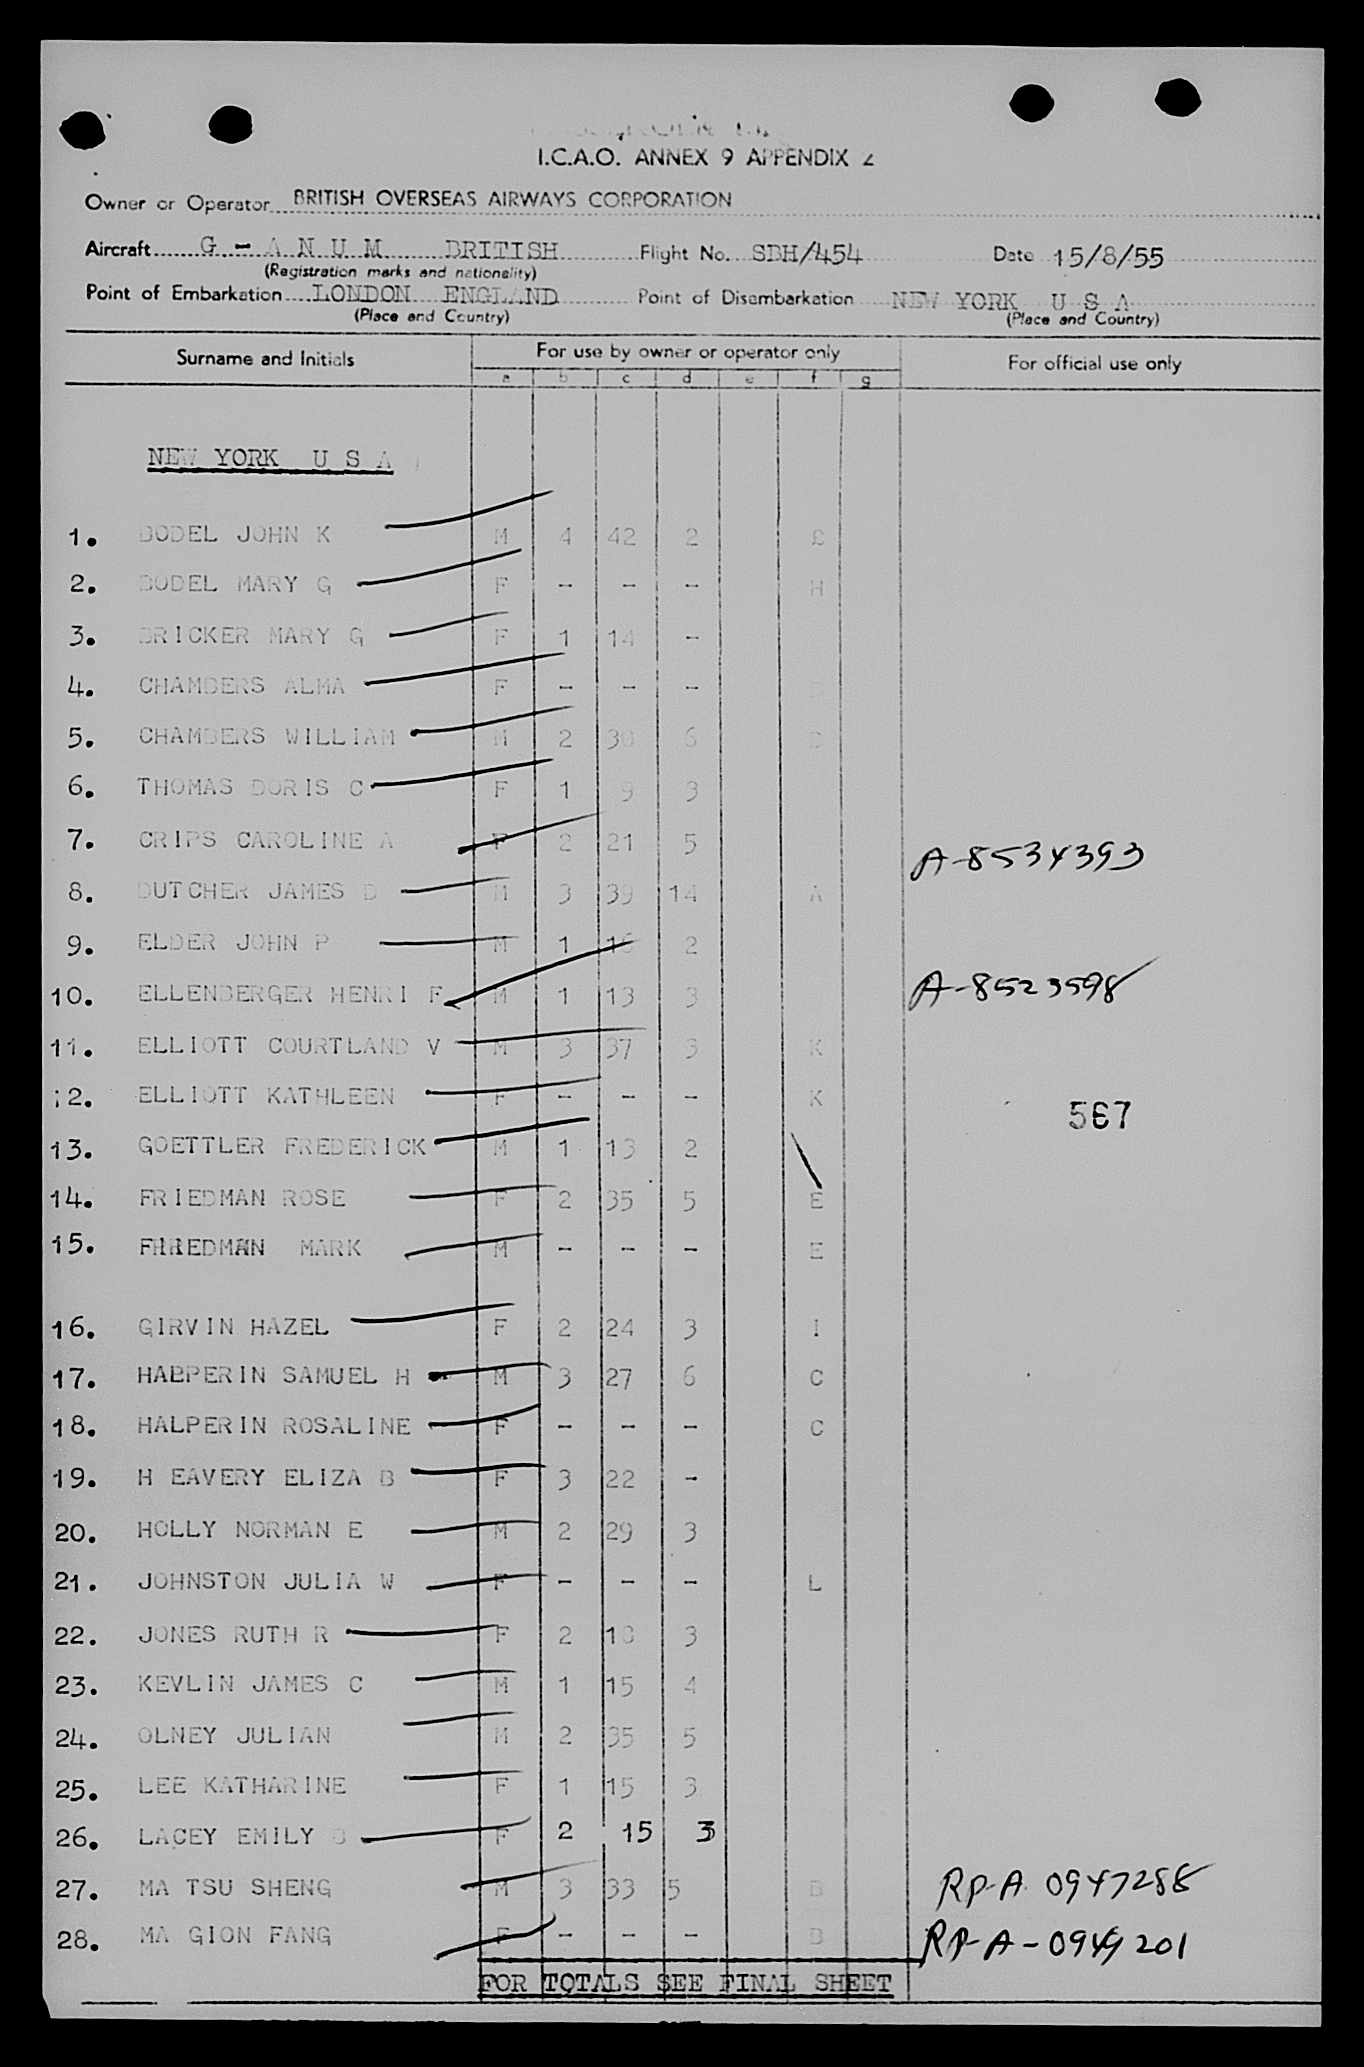 I.C.A.O. ANNEX 9 APPENDIX 2
Owner or Operator BRITISH OVERSEAS AIRWAYS CORPORATION
Aircraft G - A N U M BRITISH Flight No. SBH/454 Date 15/8/55
(Registration marks and nationality)
Point of Embarkation LONDON ENGLAND Point of Disembarkation NEW YORK U S A
(Place and Country) (Place and Country)
Surname and Initials For use by owner or operator only For official use only
a b c d e f g
NEW YORK U S A
1. BODEL JOHN K M 4 42 2
2. BODEL MARY G F - - - H
3. BRICKER MARY G F 1 14 -
4. CHAMBERS ALMA F - - -
5. CHAMBERS WILLIAM M 2 30 6 D
6. THOMAS DORIS C F 1 9 3
7. CRIPS CAROLINE A F 2 21 5 A-8534393
8. DUTCHER JAMES D M 3 39 14 A
9. ELDER JOHN P M 1 2
10. ELLENBERGER HENRI F M 1 13 3 A-8523598
11. ELLIOTT COURTLAND V M 3 37 3 K
12. ELLIOTT KATHLEEN F - - - K
567
13. GOETTLER FREDERICK M 1 13 2
14. FRIEDMAN ROSE F 2 35 5 E
15. FRIEDMAN MARK M - - - E
16. GIRVIN HAZEL F 2 24 3 I
17. HALPERIN SAMUEL H M 3 27 6 C
18. HALPERIN ROSALINE F - - - C
19. H EAVERY ELIZA B F 3 22 -
20. HOLLY NORMAN E M 2 29 3
21. JOHNSTON JULIA W F - - - L
22. JONES RUTH R F 2 18 3
23. KEVLIN JAMES C M 1 15 4
24. OLNEY JULIAN M 2 35 5
25. LEE KATHARINE F 1 15 3
26. LACEY EMILY F 2 15 3
27. MA TSU SHENG M 3 33 5 B RP-A 0947288
28. MA GION FANG F - - - B RP-A-0949201
FOR TOTALS SEE FINAL SHEET